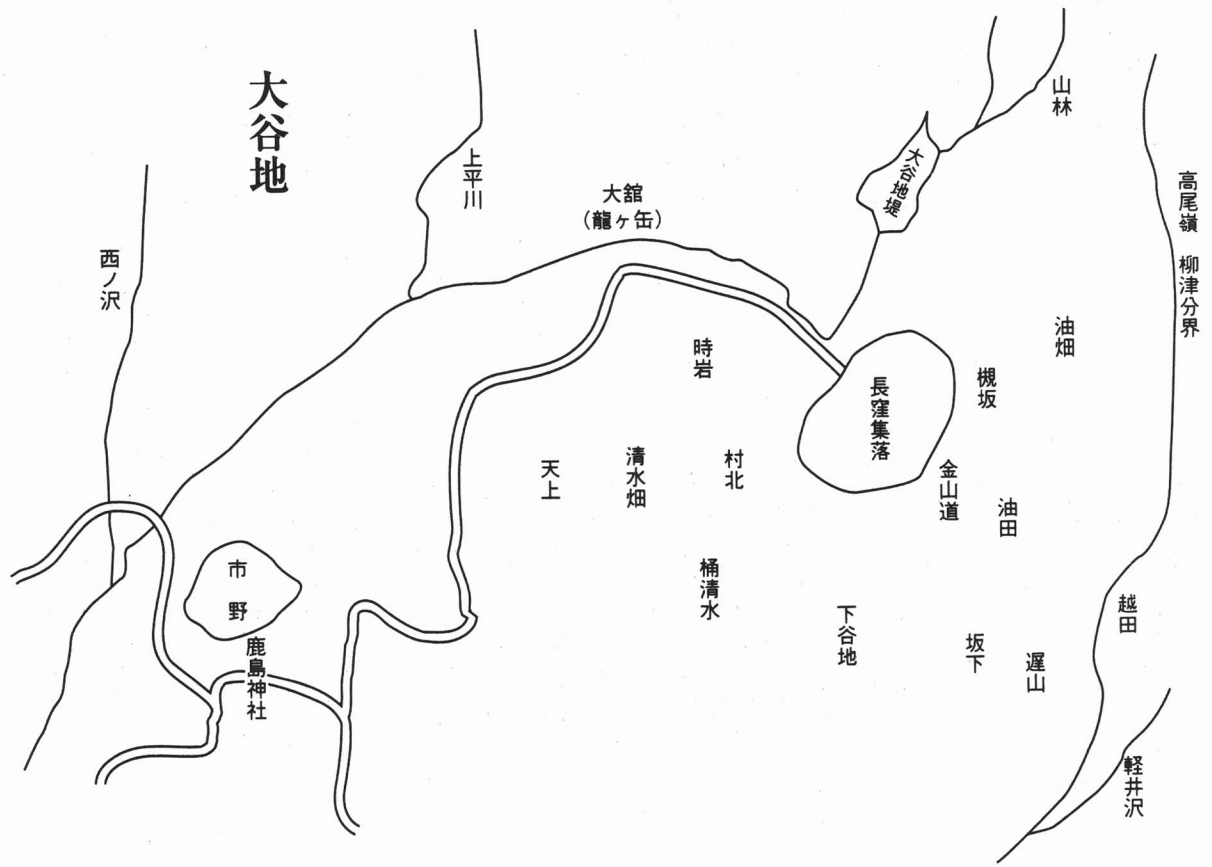 大谷地
西ノ沢
上平川
大舘
(龍ヶ缶)
大谷地堤
山林
高尾嶺 柳津分界
時岩
長窪集落
槻坂
油畑
天上
清水畑
村北
金山道
油田
桶清水
下谷地
坂下
遅山
越田
軽井沢
市野
鹿島神社